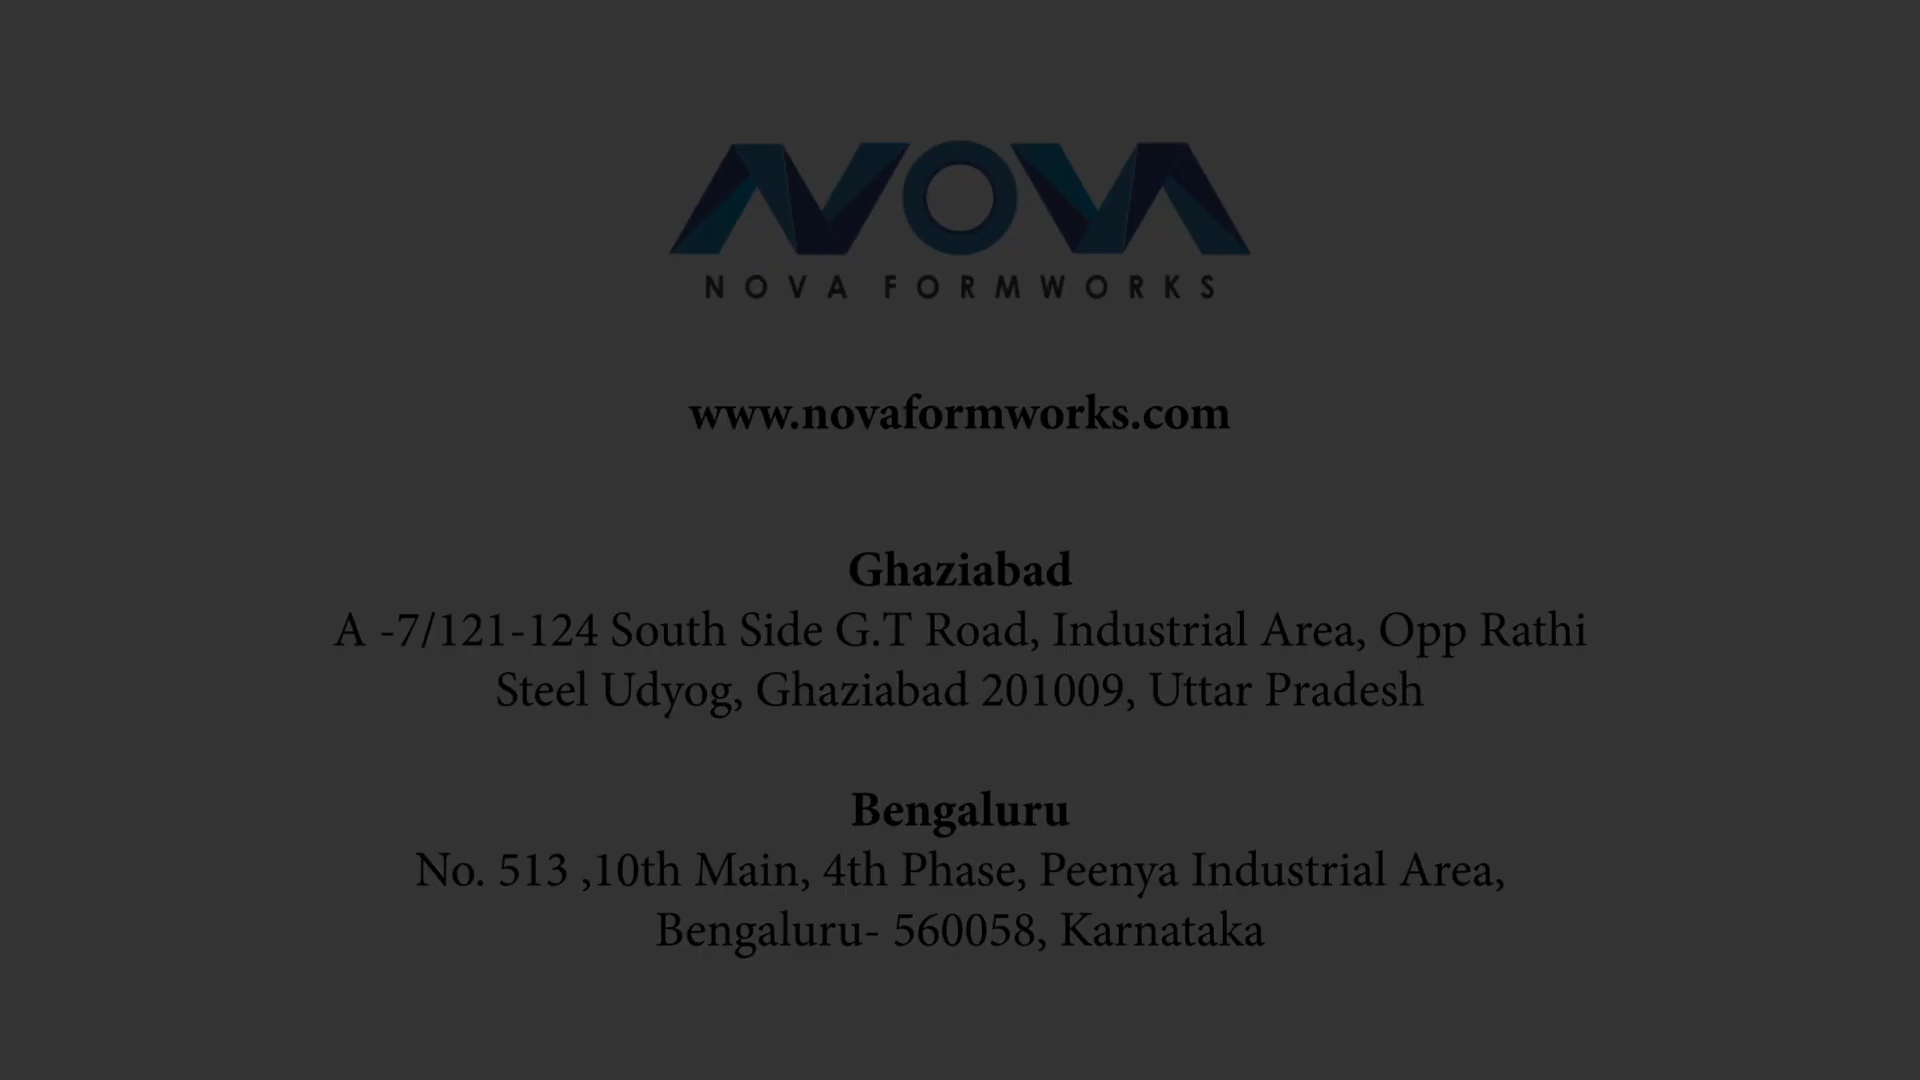 NOVA
NOVA FORMWORKS
www.novaformworks.com
Ghaziabad
A -7/121-124 South Side G.T Road, Industrial Area, Opp Rathi
Steel Udyog, Ghaziabad 201009, Uttar Pradesh
Bengaluru
No. 513 ,10th Main, 4th Phase, Peenya Industrial Area,
Bengaluru- 560058, Karnataka